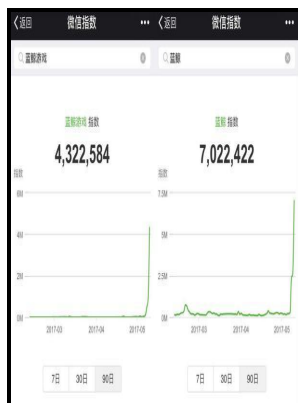 返回 微信指数
蓝鲸游戏
蓝鲸游戏 指数
4,322,584
指数
6M
4M
2M
0M
2017-03 2017-04 2017-05
7日 30日 90日
返回 微信指数
蓝鲸
蓝鲸 指数
7,022,422
指数
7.5M
5M
2.5M
0M
2017-03 2017-04 2017-05
7日 30日 90日